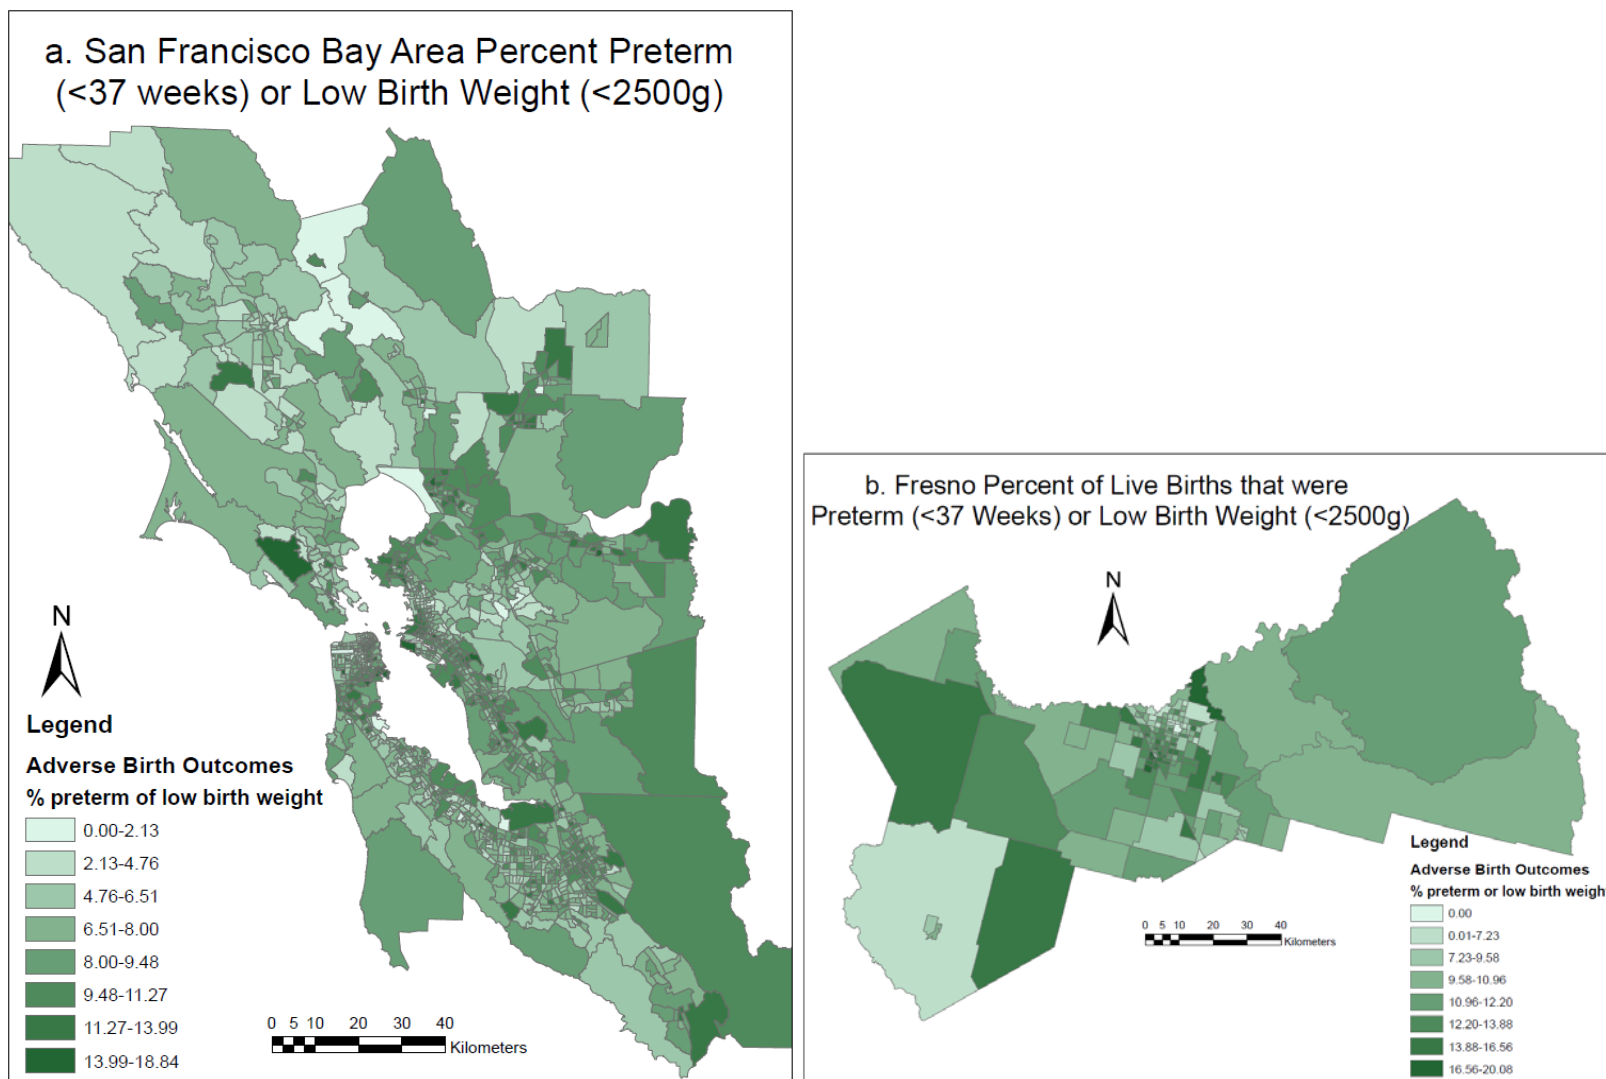 a. San Francisco Bay Area Percent Preterm
(<37 weeks) or Low Birth Weight (<2500g)
N
Legend
Adverse Birth Outcomes
% preterm of low birth weight
0.00-2.13
2.13-4.76
4.76-6.51
6.51-8.00
8.00-9.48
9.48-11.27
11.27-13.99
13.99-18.84
0 5 10 20 30 40
Kilometers
b. Fresno Percent of Live Births that were
Preterm (<37 Weeks) or Low Birth Weight (<2500g)
N
0 5 10 20 30 40
Kilometers
Legend
Adverse Birth Outcomes
% preterm or low birth weigh
0.00
0.01-7.23
7.23-9.58
9.58-10.96
10.96-12.20
12.20-13.88
13.88-16.56
16.56-20.08